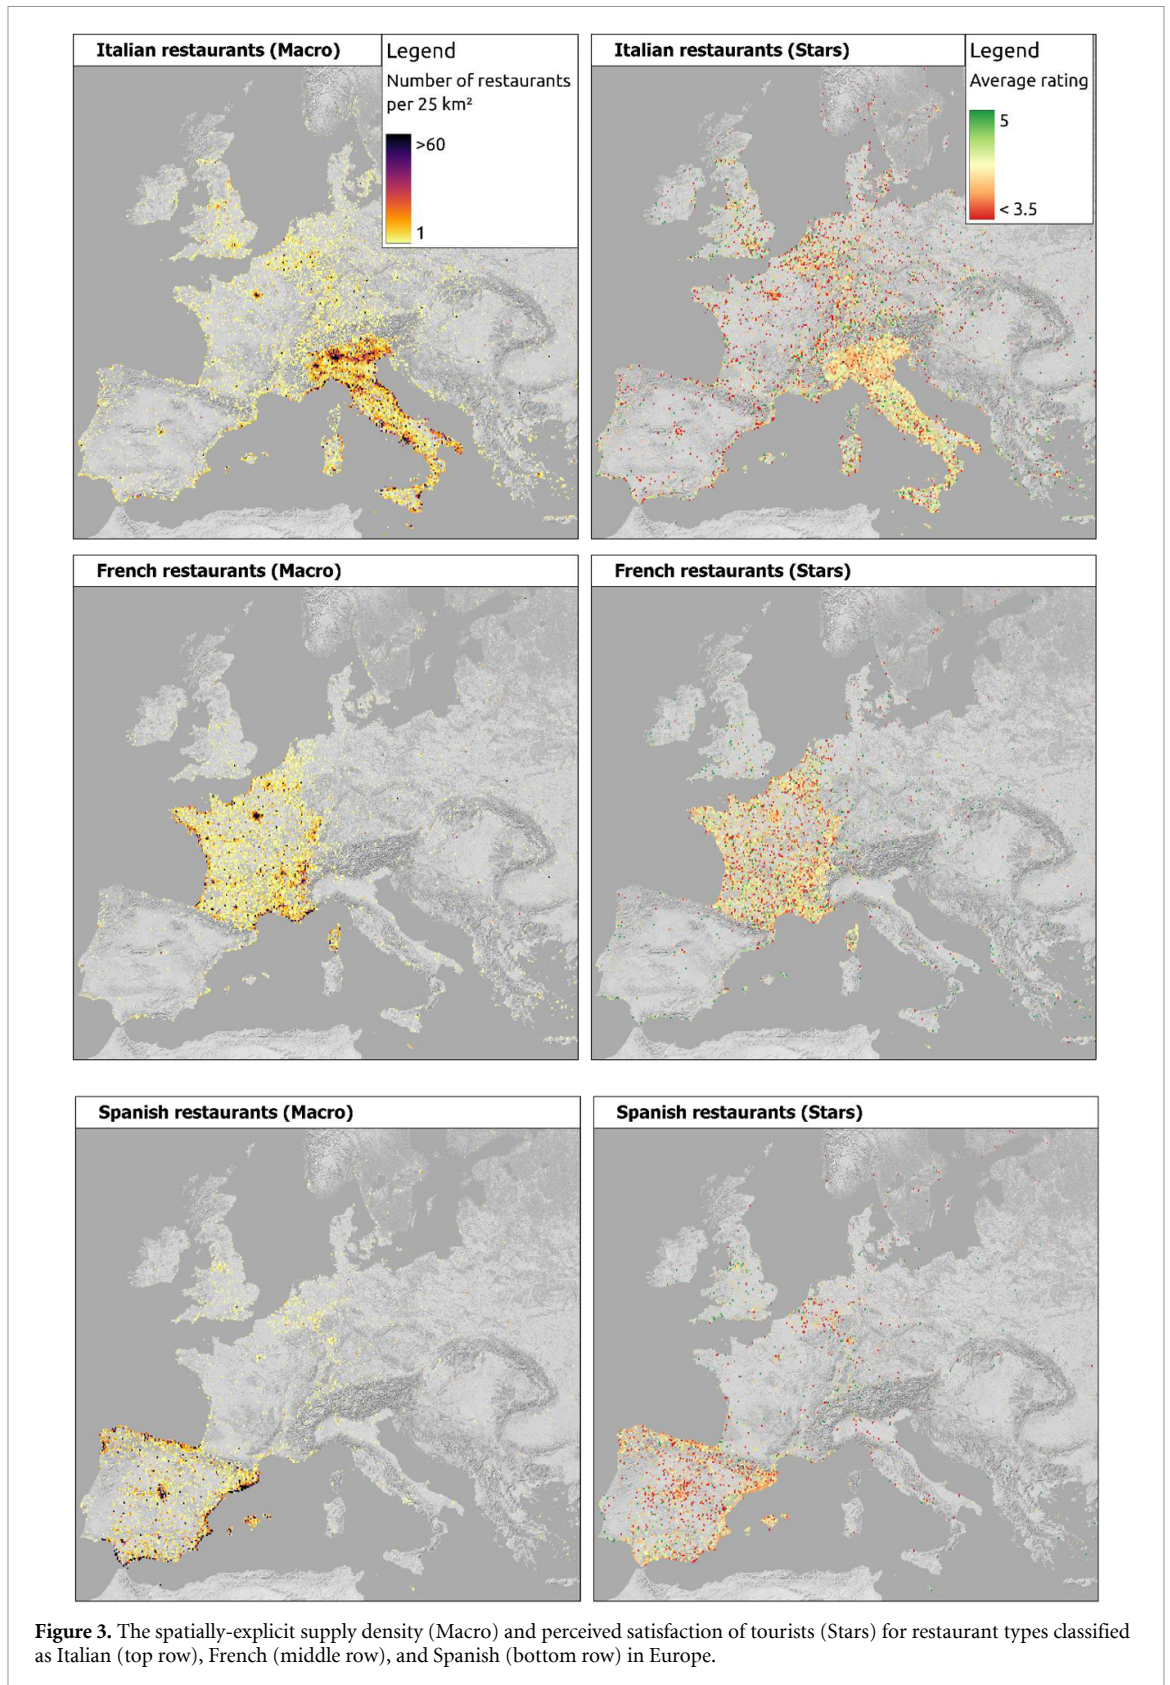 Italian restaurants (Macro)
Legend
Number of restaurants
per 25 km²
>60
1
Italian restaurants (Stars)
Legend
Average rating
5
< 3.5
French restaurants (Macro)
French restaurants (Stars)
Spanish restaurants (Macro)
Spanish restaurants (Stars)
Figure 3. The spatially-explicit supply density (Macro) and perceived satisfaction of tourists (Stars) for restaurant types classified
as Italian (top row), French (middle row), and Spanish (bottom row) in Europe.